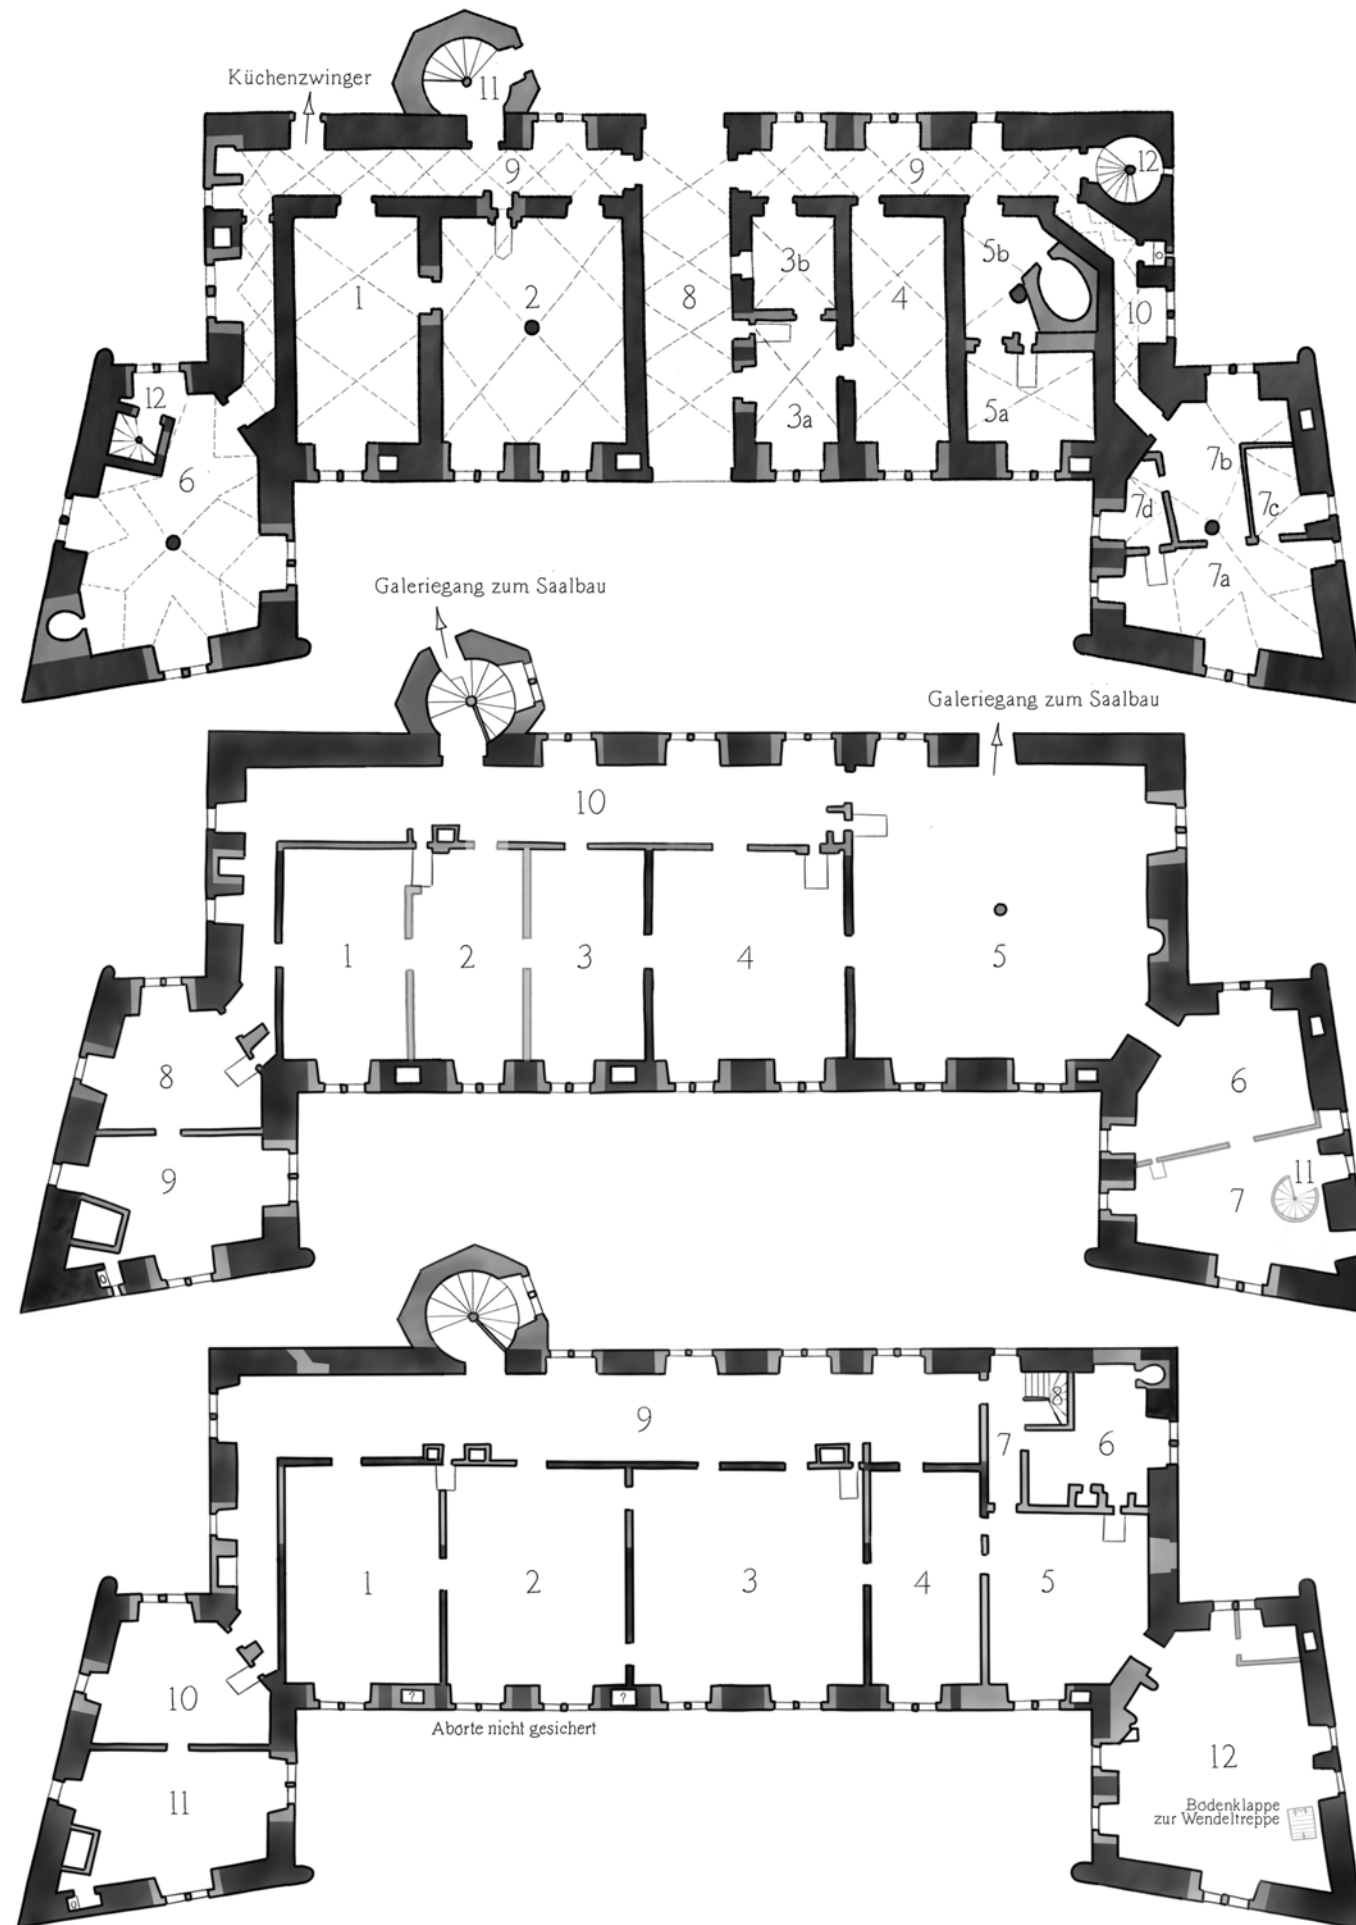 Küchenzwinger
11
9
9
12
3b
5b
1
2
8
4
10
12
3a
5a
6
7b
7d
7c
7a
Galeriegang zum Saalbau
Galeriegang zum Saalbau
10
1
2
3
4
5
8
6
9
7
11
9
7
8
6
1
2
3
4
5
10
?
?
Aborte nicht gesichert
11
12
Bodenklappe
zur Wendeltreppe